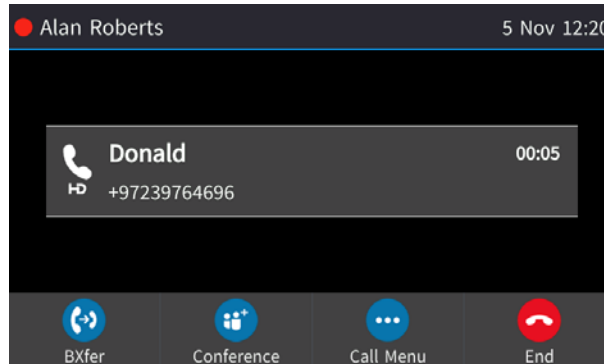 Alan Roberts 5 Nov 12:20
Donald 00:05
HD +97239764696
BXfer Conference Call Menu End